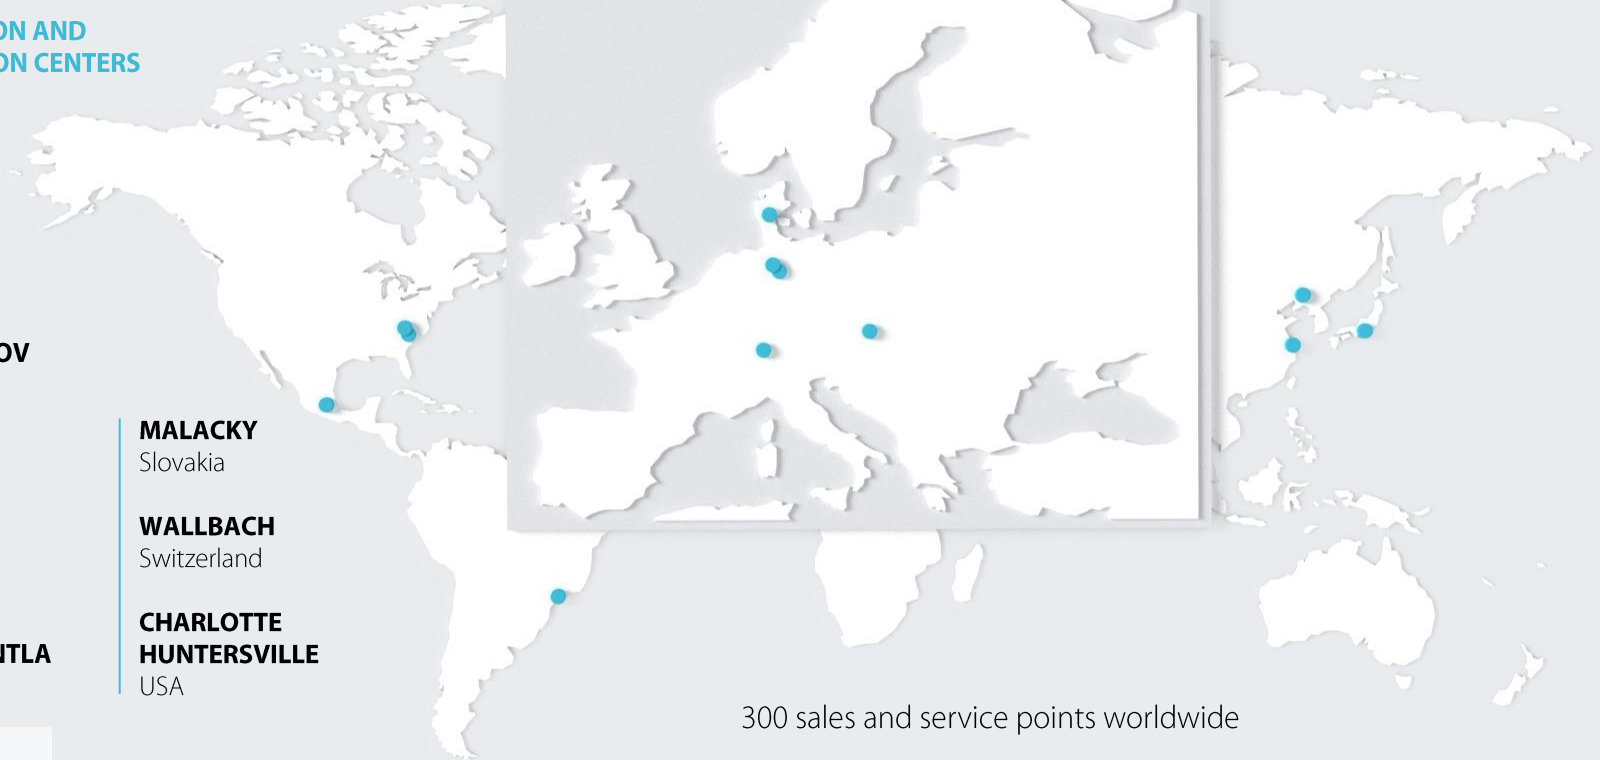 ON AND
ON CENTERS
OV
NTLA
MALACKY
Slovakia
WALLBACH
Switzerland
CHARLOTTE
HUNTERSVILLE
USA
300 sales and service points worldwide